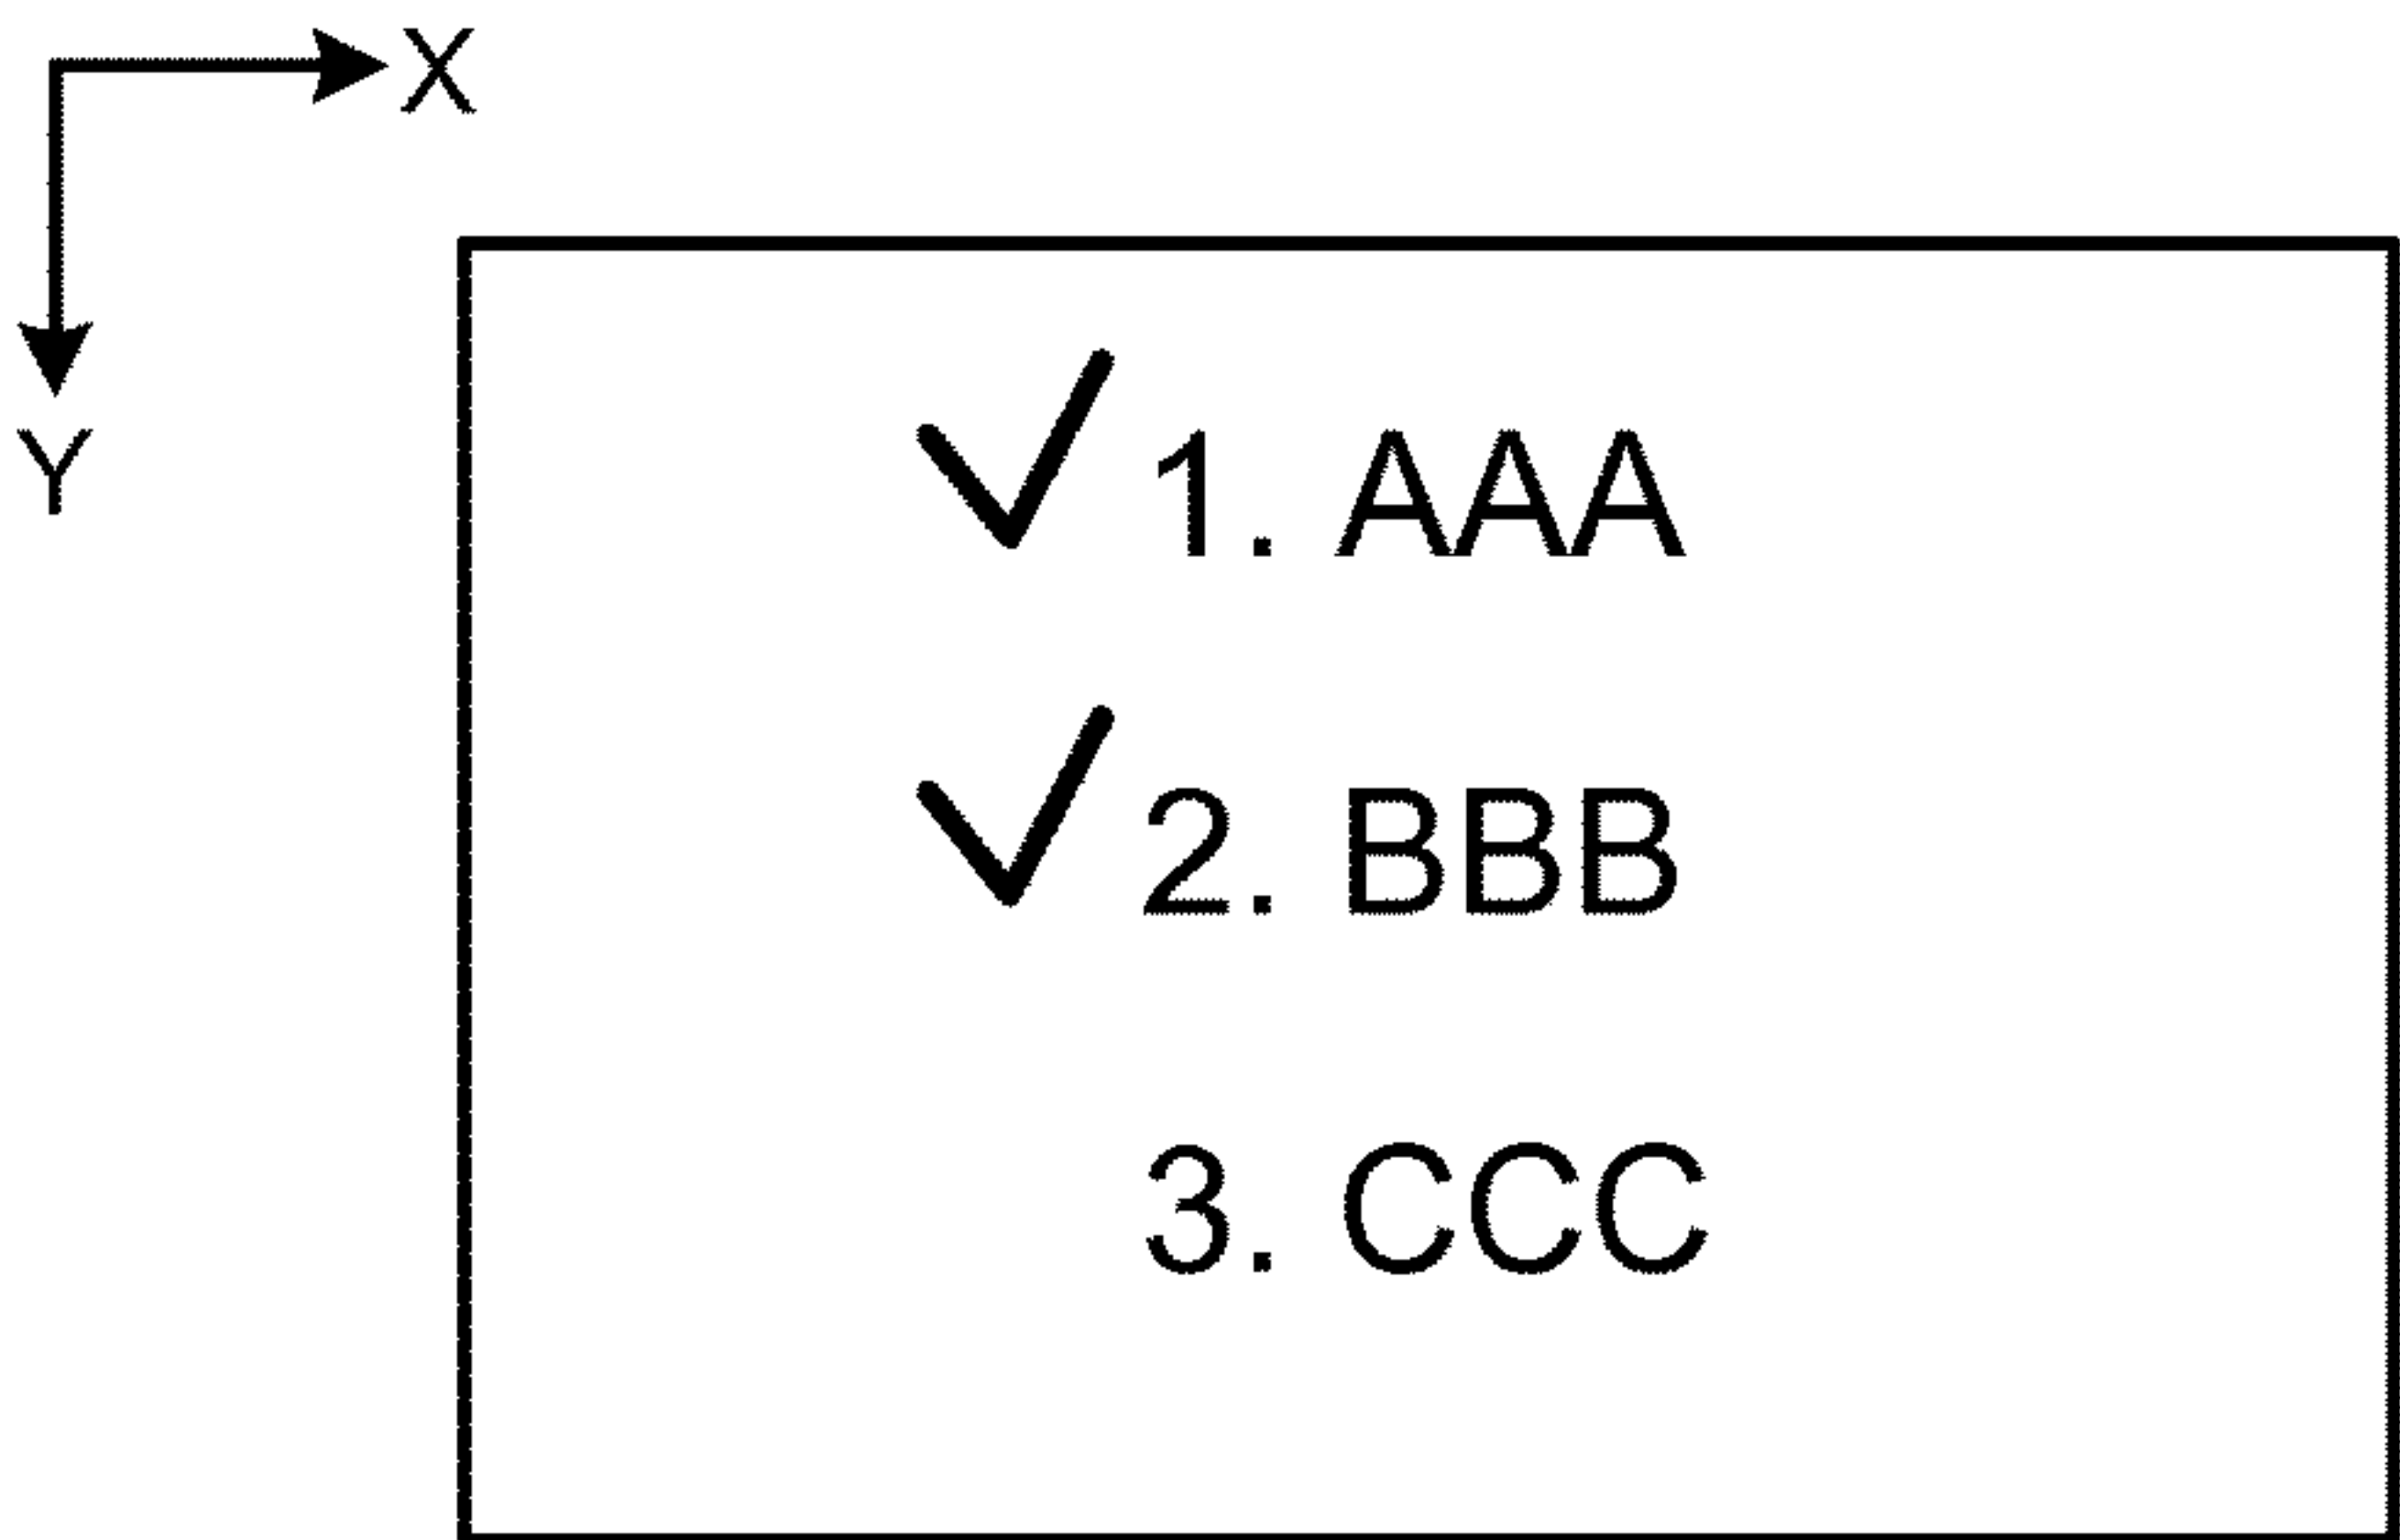 X
Y
✓ 1. AAA
✓ 2. BBB
3. CCC